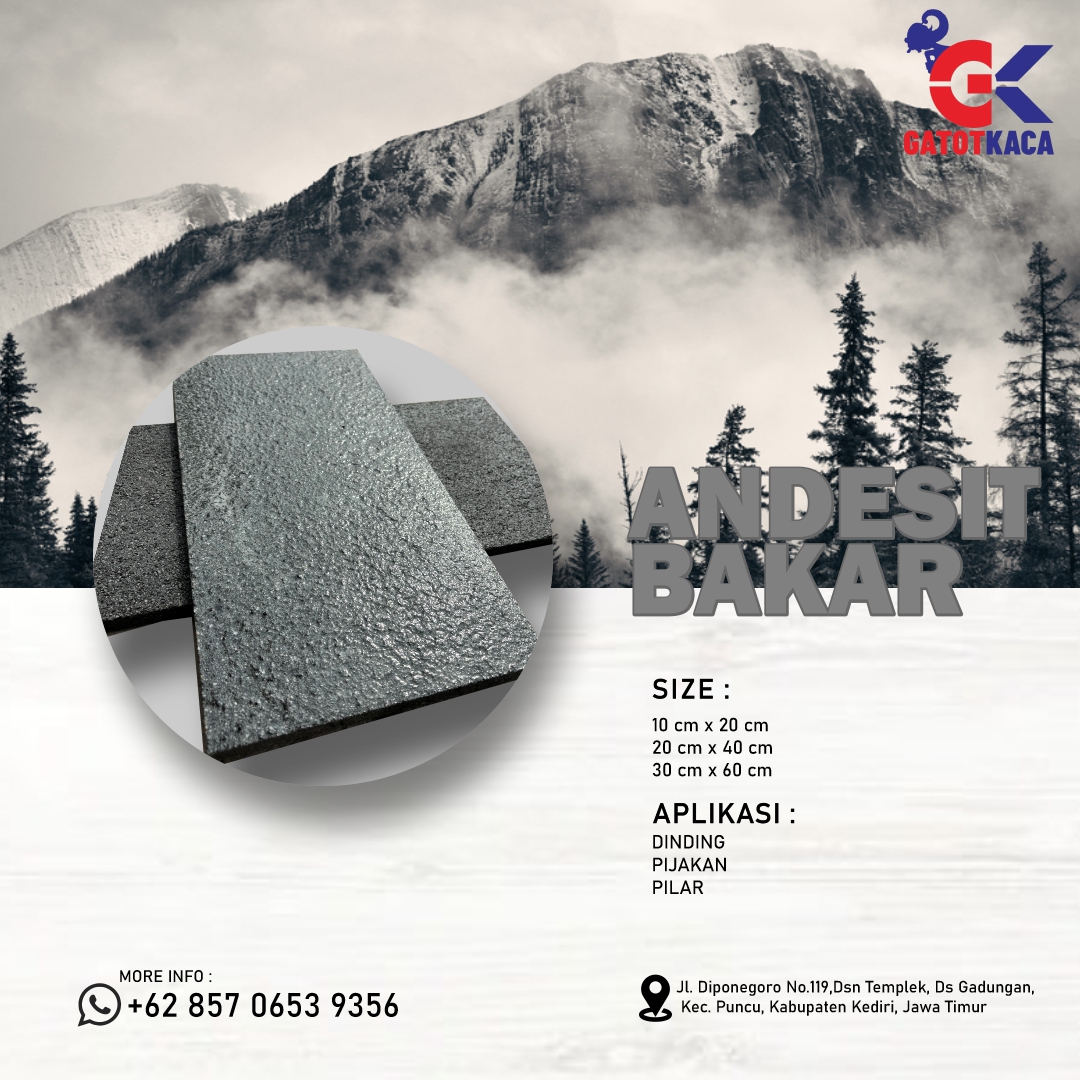 GK
GATOTKACA
ANDESIT
BAKAR
SIZE :
10 cm x 20 cm
20 cm x 40 cm
30 cm x 60 cm
APLIKASI :
DINDING
PIJAKAN
PILAR
MORE INFO :
+62 857 0653 9356
Jl. Diponegoro No.119,Dsn Templek, Ds Gadungan,
Kec. Puncu, Kabupaten Kediri, Jawa Timur